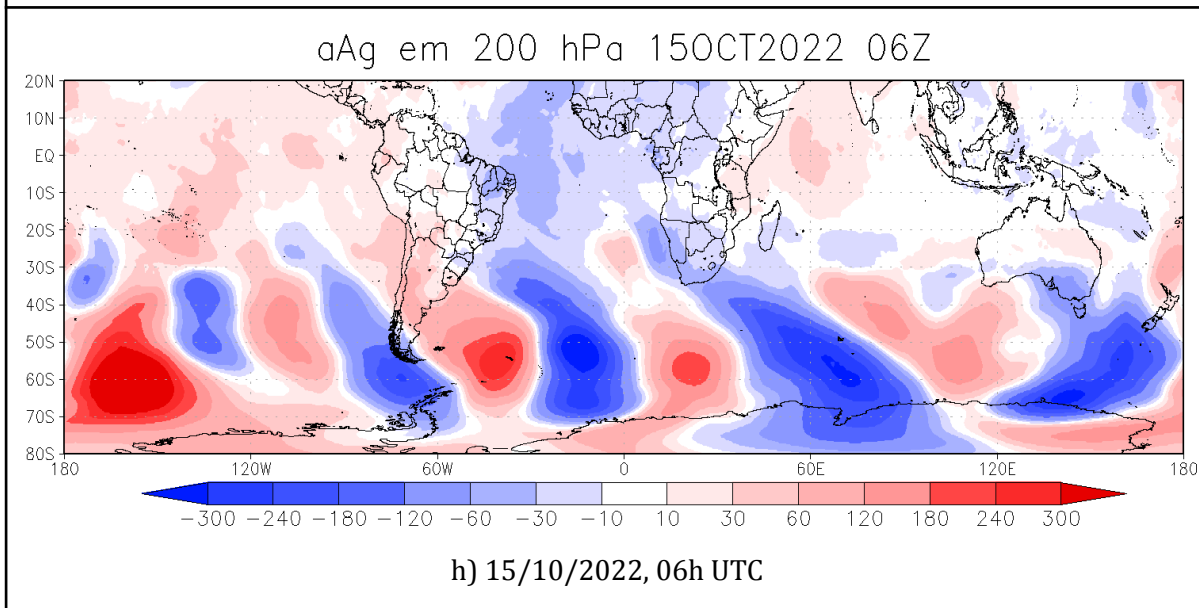 aAg em 200 hPa 15OCT2022 06Z
20N
10N
EQ
10S
20S
30S
40S
50S
60S
70S
80S
180 120W 60W 0 60E 120E 180
−300 −240 −180 −120 −60 −30 −10 10 30 60 120 180 240 300
h) 15/10/2022, 06h UTC